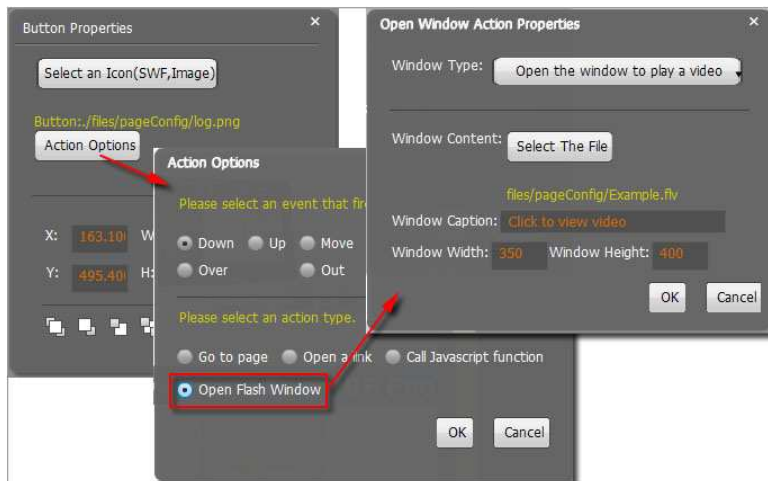 Button Properties
Select an Icon(SWF,Image)
Button:./files/pageConfig/log.png
Action Options
X: 163.10 W
Y: 495.40 H:
Action Options
Please select an event that fir
Down Up Move
Over Out
Please select an action type.
Go to page Open a link Call Javascript function
Open Flash Window
OK Cancel
Open Window Action Properties
Window Type: Open the window to play a video
Window Content: Select The File
files/pageConfig/Example.flv
Window Caption: Click to view video
Window Width: 350 Window Height: 400
OK Cancel